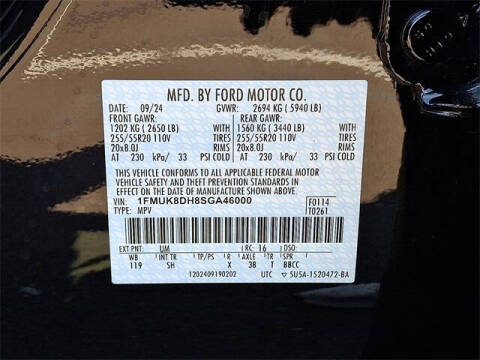 MFD. BY FORD MOTOR CO.
DATE: 09/24 GVWR: 2694 KG ( 5940 LB)
FRONT GAWR: REAR GAWR:
1202 KG ( 2650 LB) WITH 1560 KG ( 3440 LB) WITH
255/55R20 110V TIRES 255/55R20 110V TIRES
20x8.0J RIMS 20x8.0J RIMS
AT 230 kPa/ 33 PSI COLD AT 230 kPa/ 33 PSI COLD
THIS VEHICLE CONFORMS TO ALL APPLICABLE FEDERAL MOTOR
VEHICLE SAFETY AND THEFT PREVENTION STANDARDS IN EFFECT
ON THE DATE OF MANUFACTURE SHOWN ABOVE.
VIN: 1FMUK8DH8SGA46000 F0114
TYPE: MPV T0261
EXT PNT: UM RC: 16 DSO:
WB INT TR TP/PS R AXLE TR SPR
119 SH X 3B T BBCC
1202409190202 UTC 5U5A-1520472-BA